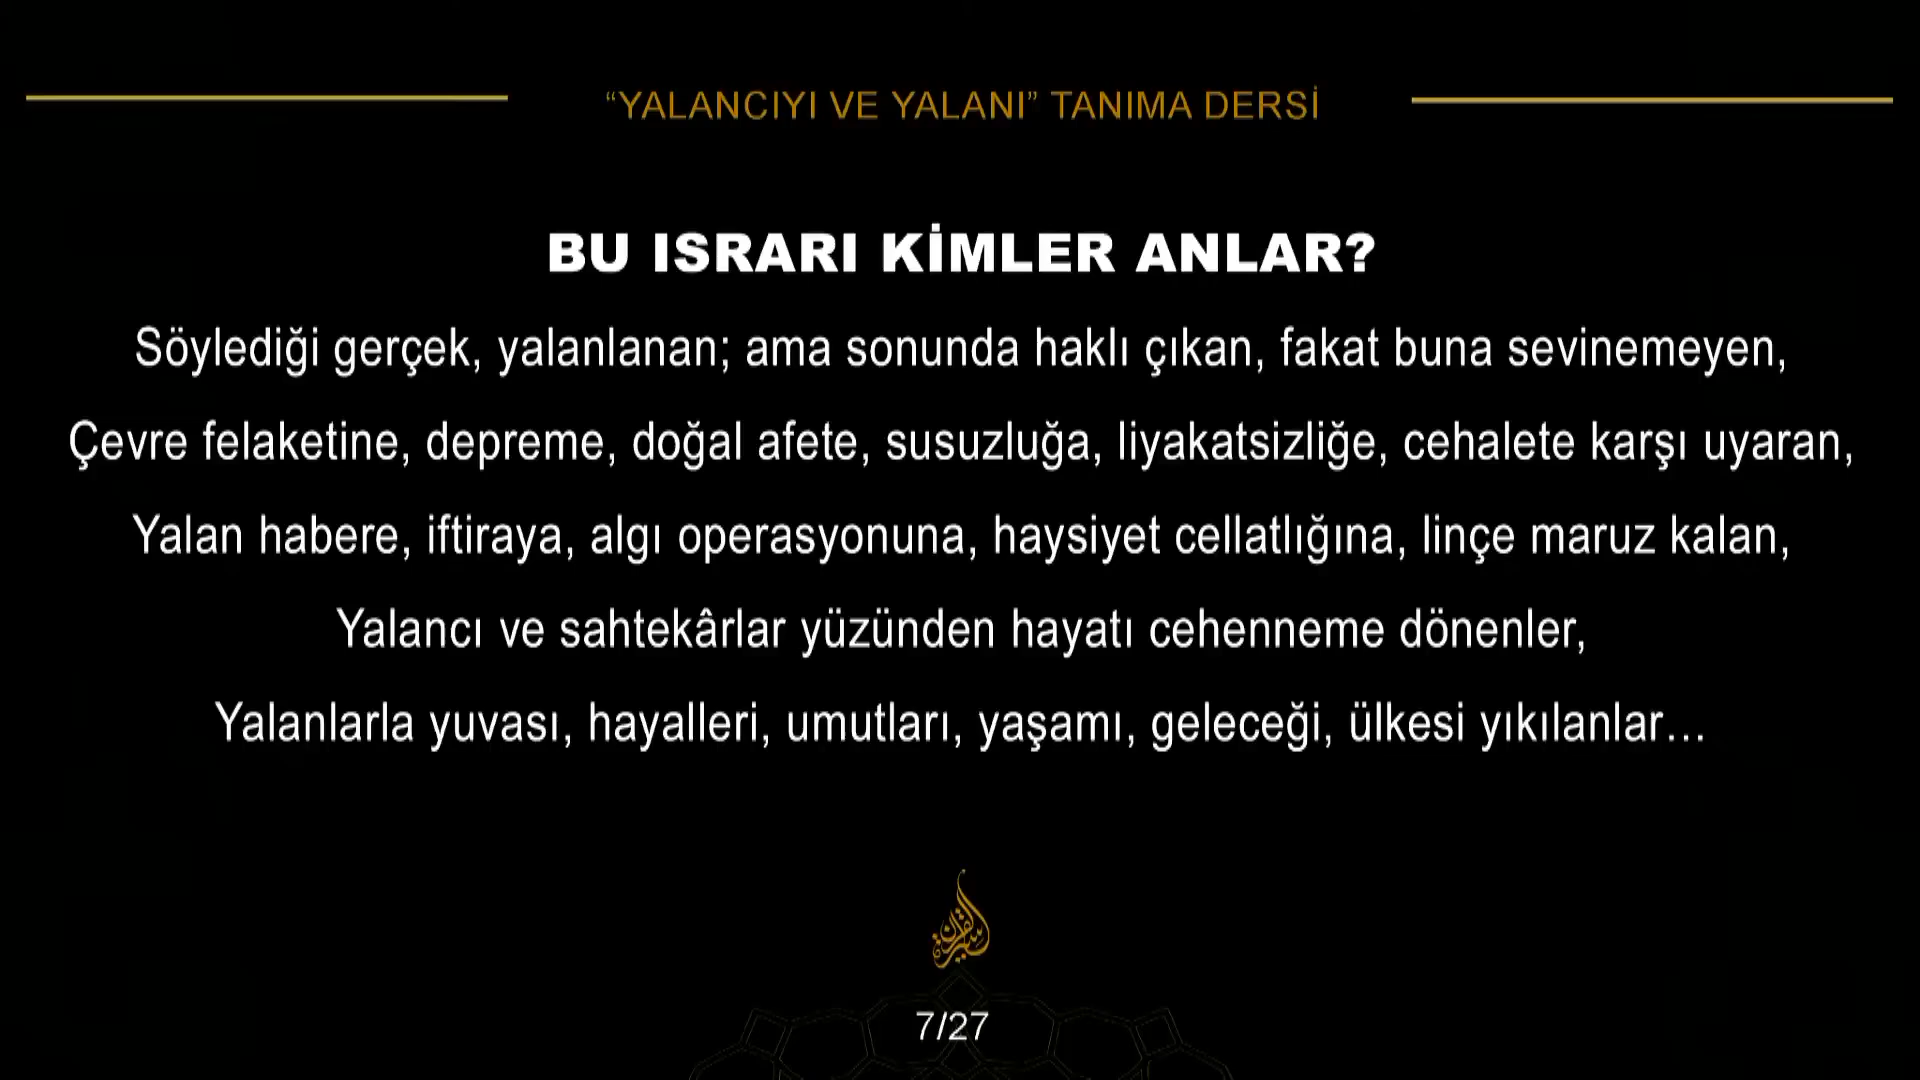 “YALANCIYI VE YALANI” TANIMA DERSİ
BU ISRARI KİMLER ANLAR?
Söylediği gerçek, yalanlanan; ama sonunda haklı çıkan, fakat buna sevinemeyen,
Çevre felaketine, depreme, doğal afete, susuzluğa, liyakatsizliğe, cehalete karşı uyaran,
Yalan habere, iftiraya, algı operasyonuna, haysiyet cellatlığına, linçe maruz kalan,
Yalancı ve sahtekârlar yüzünden hayatı cehenneme dönenler,
Yalanlarla yuvası, hayalleri, umutları, yaşamı, geleceği, ülkesi yıkılanlar...
7/27